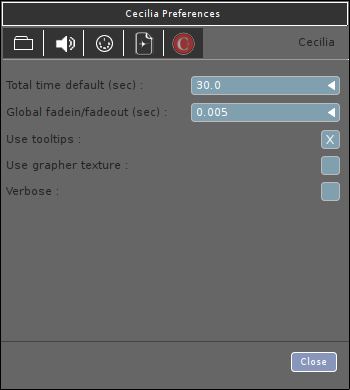 Cecilia Preferences
C
Cecilia
Total time default (sec) :
30.0
Global fadein/fadeout (sec) :
0.005
Use tooltips :
X
Use grapher texture :
Verbose :
Close